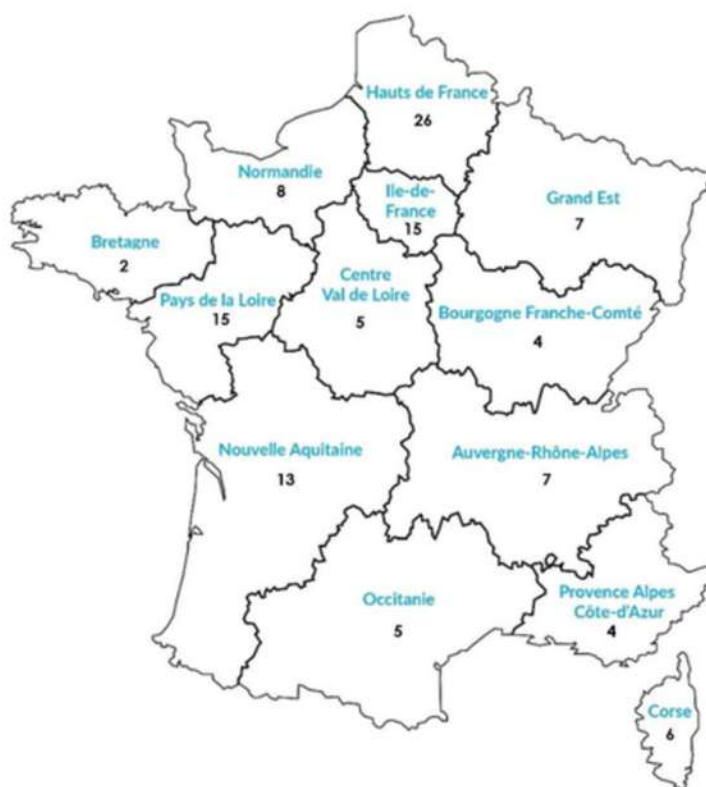 Hauts de France
26
Normandie
8
Ile-de-
France
15
Grand Est
7
Bretagne
2
Pays de la Loire
15
Centre
Val de Loire
5
Bourgogne Franche-Comté
4
Nouvelle Aquitaine
13
Auvergne-Rhône-Alpes
7
Occitanie
5
Provence Alpes
Côte-d'Azur
4
Corse
6